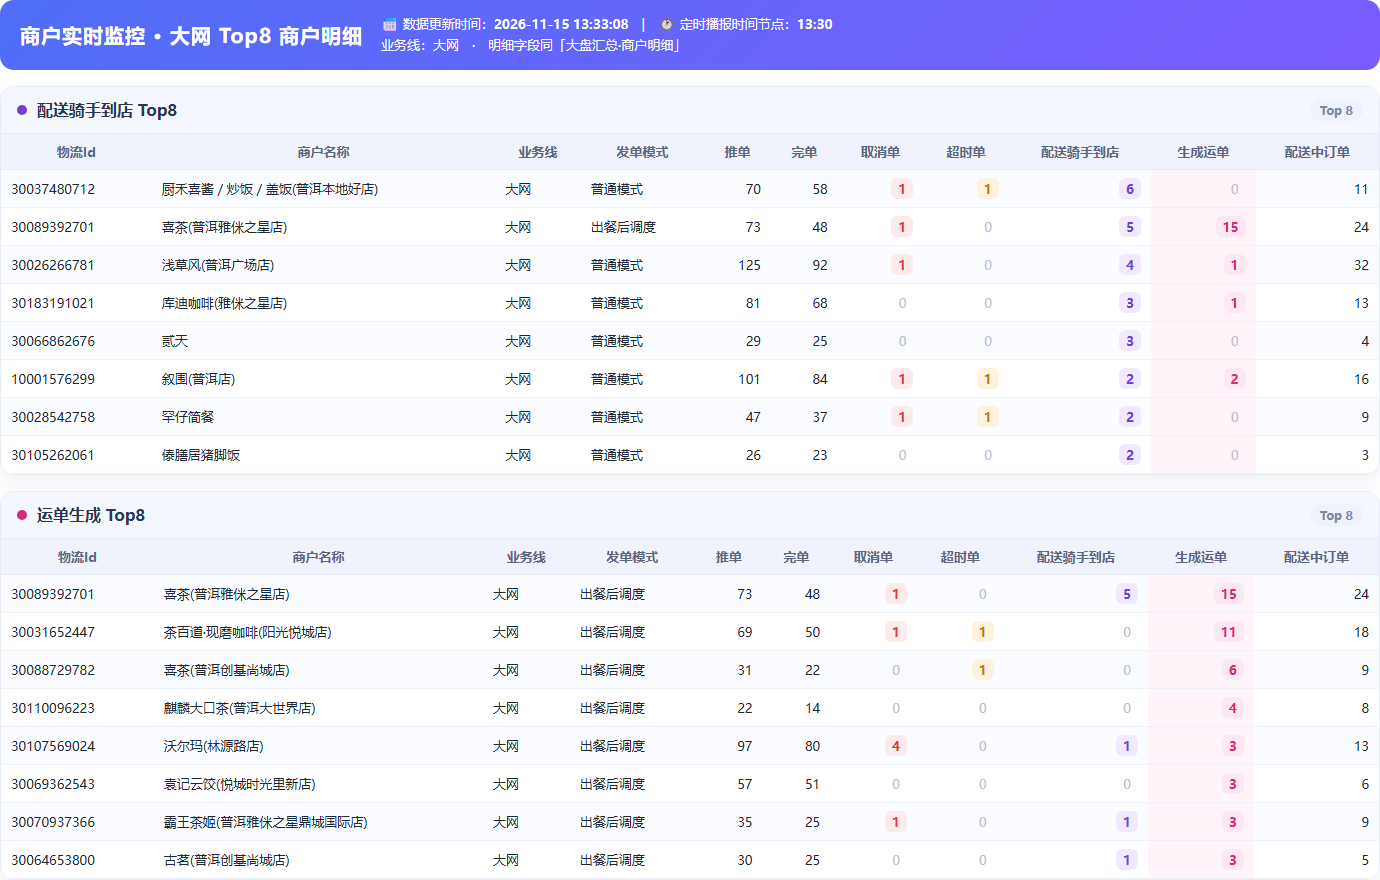 商户实时监控 · 大网 Top8 商户明细
数据更新时间：2026-11-15 13:33:08 | 定时播报时间节点：13:30
业务线：大网 · 明细字段同「大盘汇总·商户明细」
配送骑手到店 Top8 Top 8
物流Id 商户名称 业务线 发单模式 推单 完单 取消单 超时单 配送骑手到店 生成运单 配送中订单
30037480712 厨禾喜酱 / 炒饭 / 盖饭(普洱本地好店) 大网 普通模式 70 58 1 1 6 0 11
30089392701 喜茶(普洱雅侎之星店) 大网 出餐后调度 73 48 1 0 5 15 24
30026266781 浅草风(普洱广场店) 大网 普通模式 125 92 1 0 4 1 32
30183191021 库迪咖啡(雅侎之星店) 大网 普通模式 81 68 0 0 3 1 13
30066862676 贰天 大网 普通模式 29 25 0 0 3 0 4
10001576299 叙围(普洱店) 大网 普通模式 101 84 1 1 2 2 16
30028542758 罕仔简餐 大网 普通模式 47 37 1 1 2 0 9
30105262061 傣膳居猪脚饭 大网 普通模式 26 23 0 0 2 0 3
运单生成 Top8 Top 8
物流Id 商户名称 业务线 发单模式 推单 完单 取消单 超时单 配送骑手到店 生成运单 配送中订单
30089392701 喜茶(普洱雅侎之星店) 大网 出餐后调度 73 48 1 0 5 15 24
30031652447 茶百道·现磨咖啡(阳光悦城店) 大网 出餐后调度 69 50 1 1 0 11 18
30088729782 喜茶(普洱创基尚城店) 大网 出餐后调度 31 22 0 1 0 6 9
30110096223 麒麟大口茶(普洱大世界店) 大网 出餐后调度 22 14 0 0 0 4 8
30107569024 沃尔玛(林源路店) 大网 出餐后调度 97 80 4 0 1 3 13
30069362543 袁记云饺(悦城时光里新店) 大网 出餐后调度 57 51 0 0 0 3 6
30070937366 霸王茶姬(普洱雅侎之星鼎城国际店) 大网 出餐后调度 35 25 1 0 1 3 9
30064653800 古茗(普洱创基尚城店) 大网 出餐后调度 30 25 0 0 1 3 5